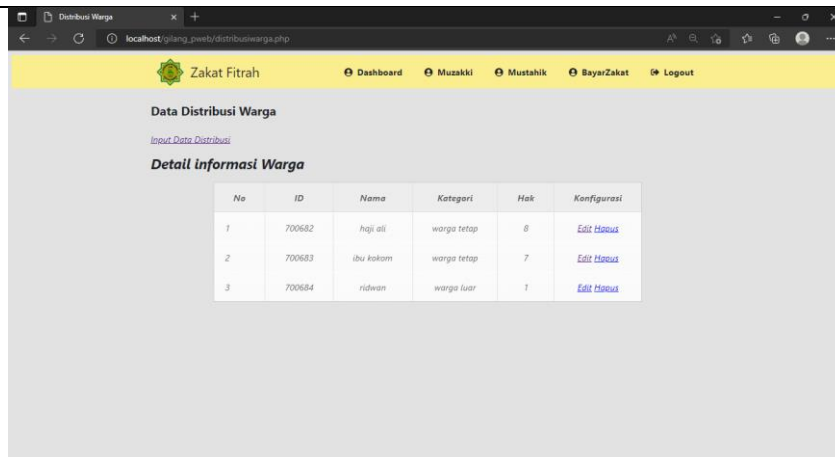 Distribusi Warga
localhost/gilang_pweb/distribusiwarga.php
Zakat Fitrah Dashboard Muzakki Mustahik BayarZakat Logout
Data Distribusi Warga
Input Data Distribusi
Detail informasi Warga
No ID Nama Kategori Hak Konfigurasi
1 700682 haji ali warga tetap 8 Edit Hapus
2 700683 ibu kokom warga tetap 7 Edit Hapus
3 700684 ridwan warga luar 1 Edit Hapus